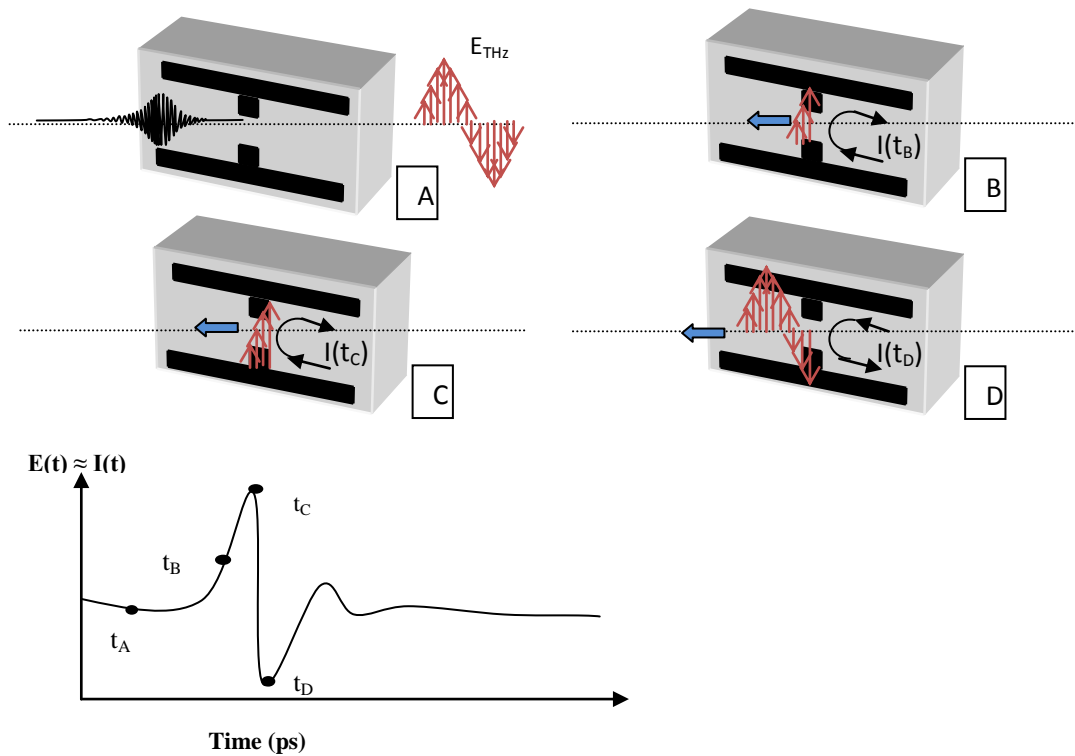 E_THz
A
I(t_B)
B
I(t_C)
C
I(t_D)
D
E(t) ≈ I(t)
t_C
t_B
t_A
t_D
Time (ps)